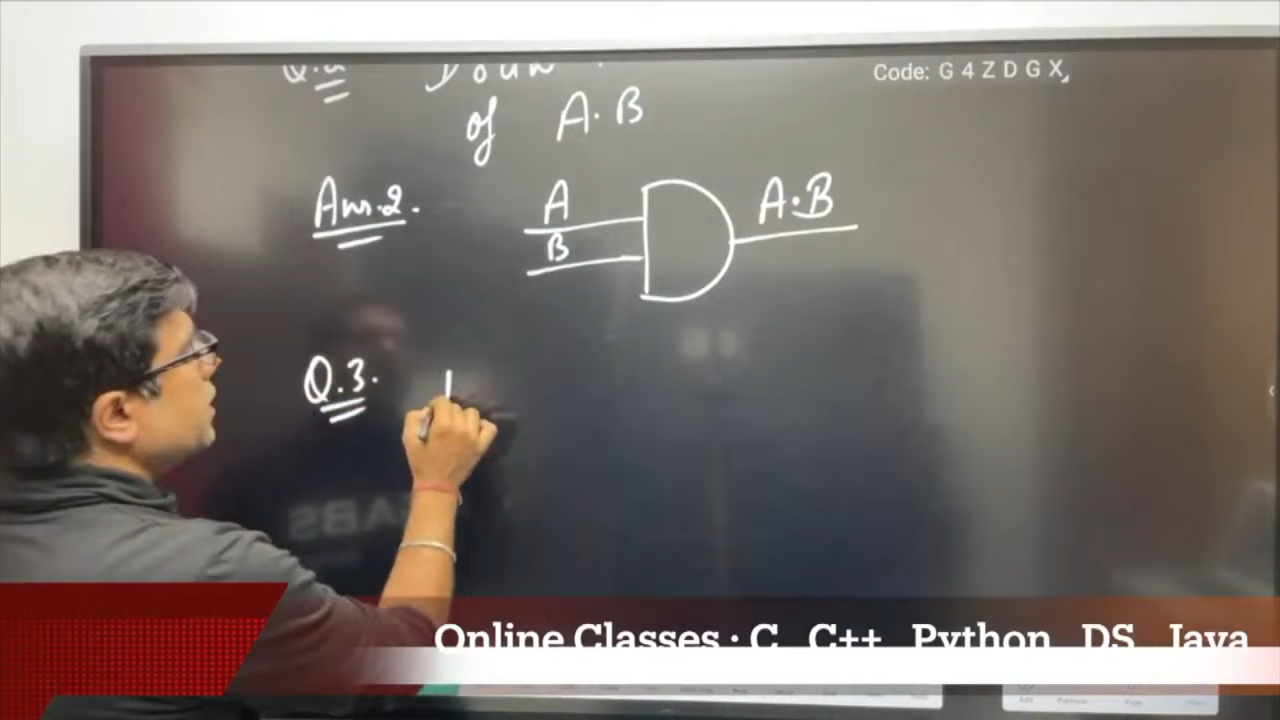 Code: G 4 Z D G X
of A.B
Ans.2. A A.B
B
Q.3.
Online Classes : C C++ Python DS Java